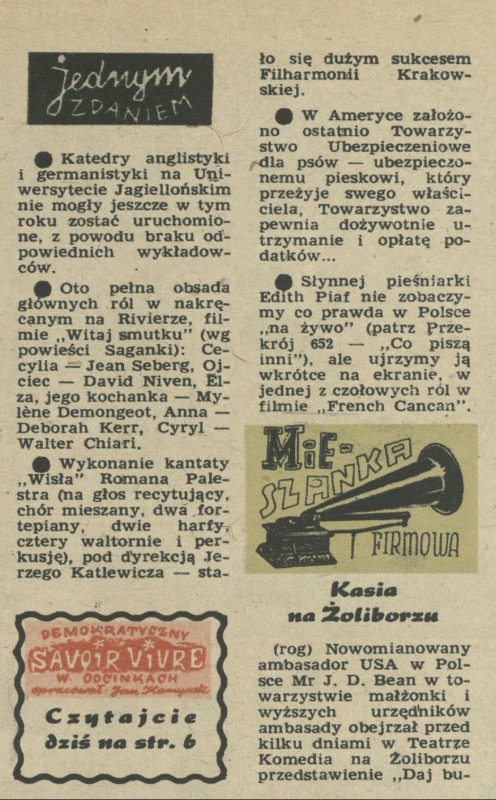 jednym
ZDANIEM
● Katedry anglistyki
i germanistyki na Uni-
wersytecie Jagiellońskim
nie mogły jeszcze w tym
roku zostać uruchomio-
ne, z powodu braku od-
powiednich wykładow-
ców.
● Oto pełna obsada
głównych ról w nakrę-
canym na Rivierze, fil-
mie „Witaj smutku” (wg
powieści Saganki): Ce-
cylia — Jean Seberg, Oj-
ciec — David Niven, El-
za, jego kochanka — My-
lène Demongeot, Anna —
Deborah Kerr, Cyryl —
Walter Chiari.
● Wykonanie kantaty
„Wisła” Romana Pale-
stra (na głos recytujący,
chór mieszany, dwa for-
tepiany, dwie harfy,
cztery waltornie i per-
kusję), pod dyrekcją Je-
rzego Katlewicza — sta-
DEMOKRATYCZNY
SAVOIR VIVRE
W ODCINKACH
opracował: Jan Kamyczek
Czytajcie
dziś na str. 6
ło się dużym sukcesem
Filharmonii Krakow-
skiej.
● W Ameryce założo-
no ostatnio Towarzy-
stwo Ubezpieczeniowe
dla psów — ubezpieczo-
nemu pieskowi, który
przeżyje swego właści-
ciela, Towarzystwo za-
pewnia dożywotnie u-
trzymanie i opłatę po-
datków...
● Słynnej pieśniarki
Edith Piaf nie zobaczy-
my co prawda w Polsce
„na żywo” (patrz Prze-
krój 652 — „Co piszą
inni”), ale ujrzymy ją
wkrótce na ekranie, w
jednej z czołowych ról w
filmie „French Cancan”.
MiE-
SZANKA
FIRMOWA
Kasia
na Żoliborzu
(rog) Nowomianowany
ambasador USA w Pol-
sce Mr J. D. Bean w to-
warzystwie małżonki i
wyższych urzędników
ambasady obejrzał przed
kilku dniami w Teatrze
Komedia na Żoliborzu
przedstawienie „Daj bu-